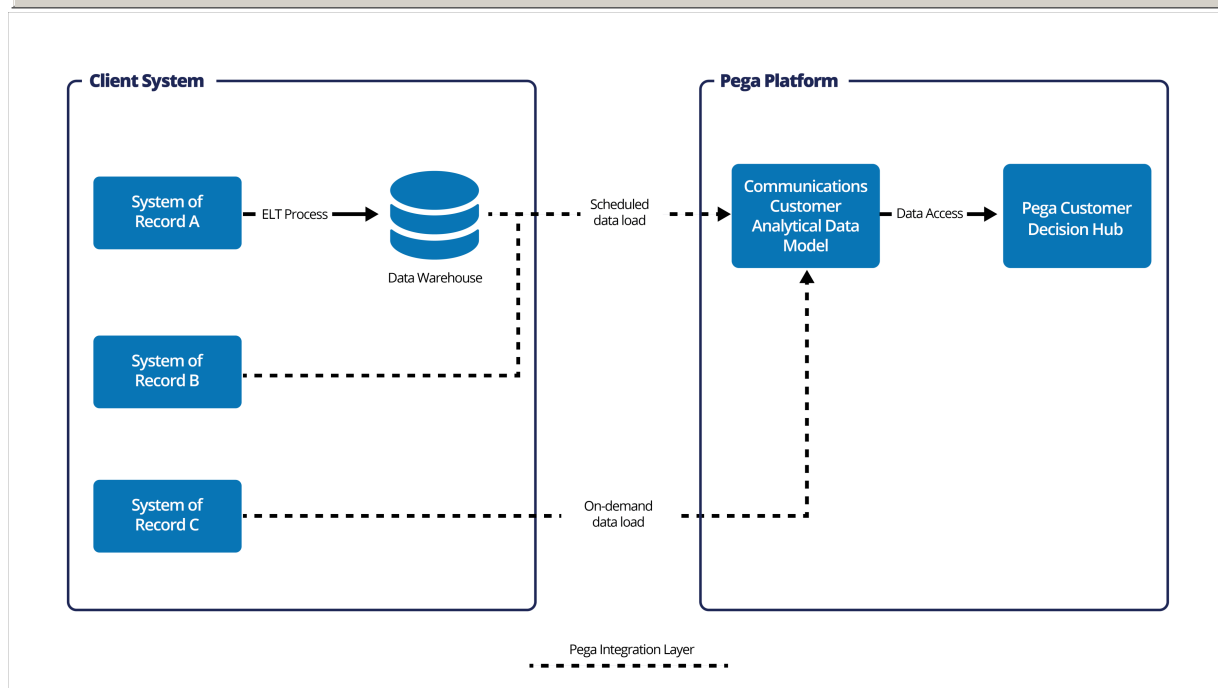 Client System
Pega Platform
System of
Record A
ELT Process
Data Warehouse
Scheduled
data load
Communications
Customer
Analytical Data
Model
Data Access
Pega Customer
Decision Hub
System of
Record B
System of
Record C
On-demand
data load
Pega Integration Layer